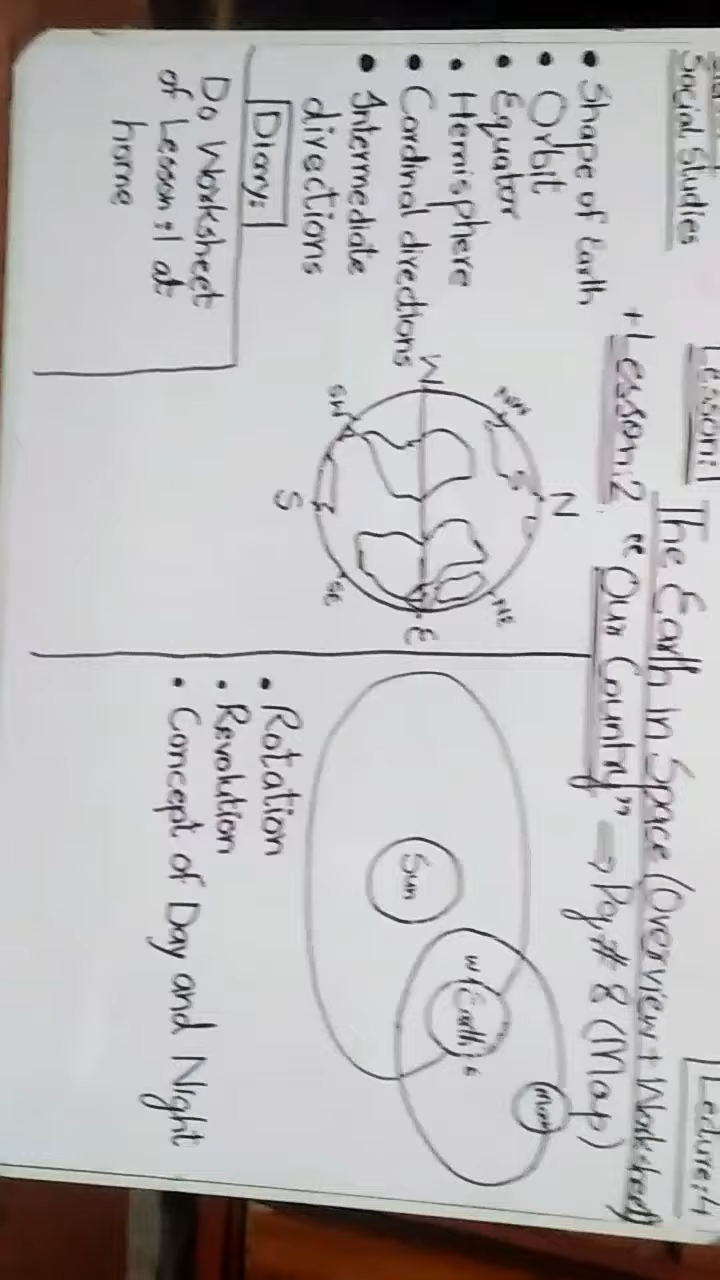 Social Studies
Lesson:1
Lecture:4
The Earth in Space (Overview + Worksheet)
+ Lesson:2 "Our Country" ⇒ Pg # 8 (Map)
• Shape of Earth
• Orbit
• Equator
• Hemisphere
• Cardinal directions
• Intermediate
directions
Diary:
Do Worksheet
of Lesson:1 at
home
N
NW
NE
W
E
SW
SE
S
Sun
W
Earth
Moon
• Rotation
• Revolution
• Concept of Day and Night